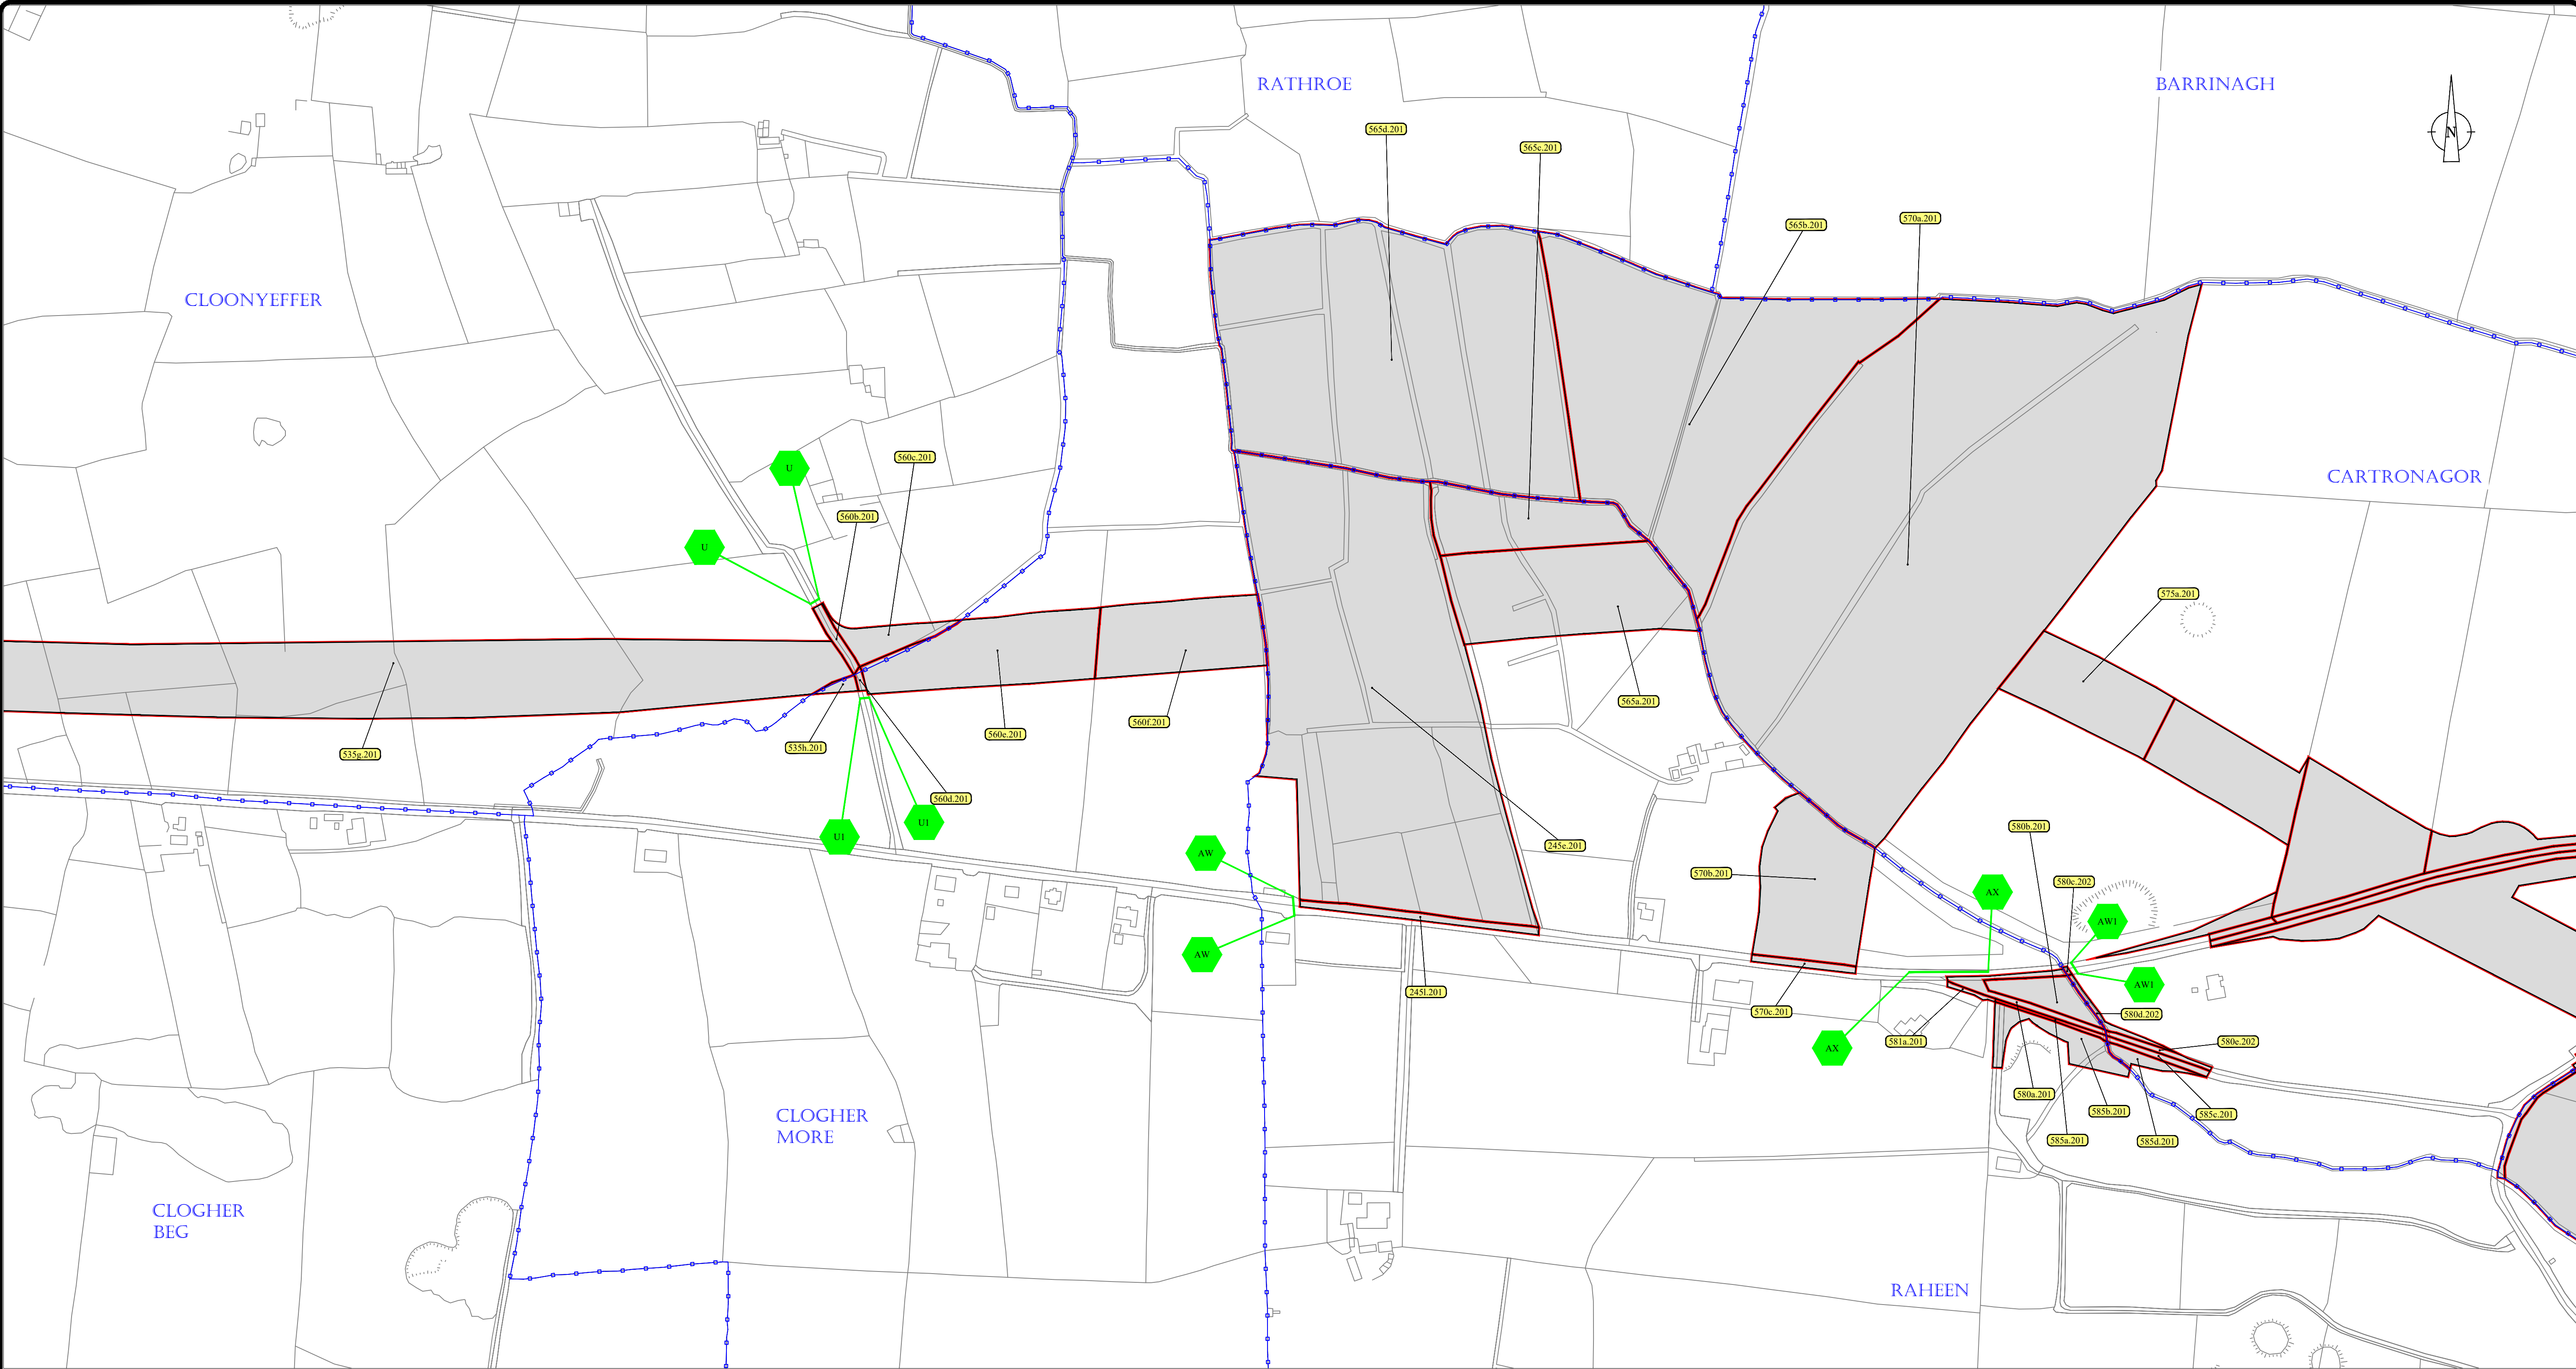 RATHROE
BARRINAGH
N
565d.201
565c.201
570a.201
565b.201
CLOONYEFFER
560c.201
U
CARTRONAGOR
560b.201
U
575a.201
565a.201
560f.201
560e.201
535h.201
535g.201
560d.201
U1
U1
580b.201
245e.201
AW
570b.201
580c.202
AX
AW1
AW
AW1
245l.201
570c.201
580d.202
581a.201
580e.202
AX
580a.201
585b.201
585c.201
CLOGHER
MORE
585a.201
585d.201
CLOGHER
BEG
RAHEEN